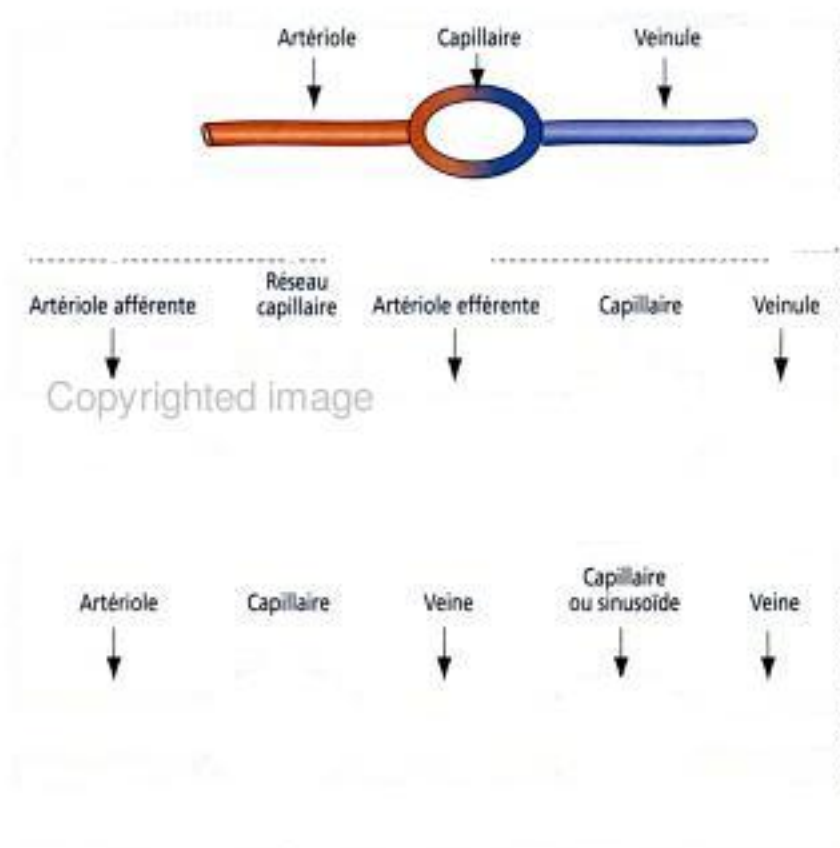 Artériole Capillaire Veinule
Réseau
Artériole afférente capillaire Artériole efférente Capillaire Veinule
Copyrighted image
Capillaire
Artériole Capillaire Veine ou sinusoïde Veine